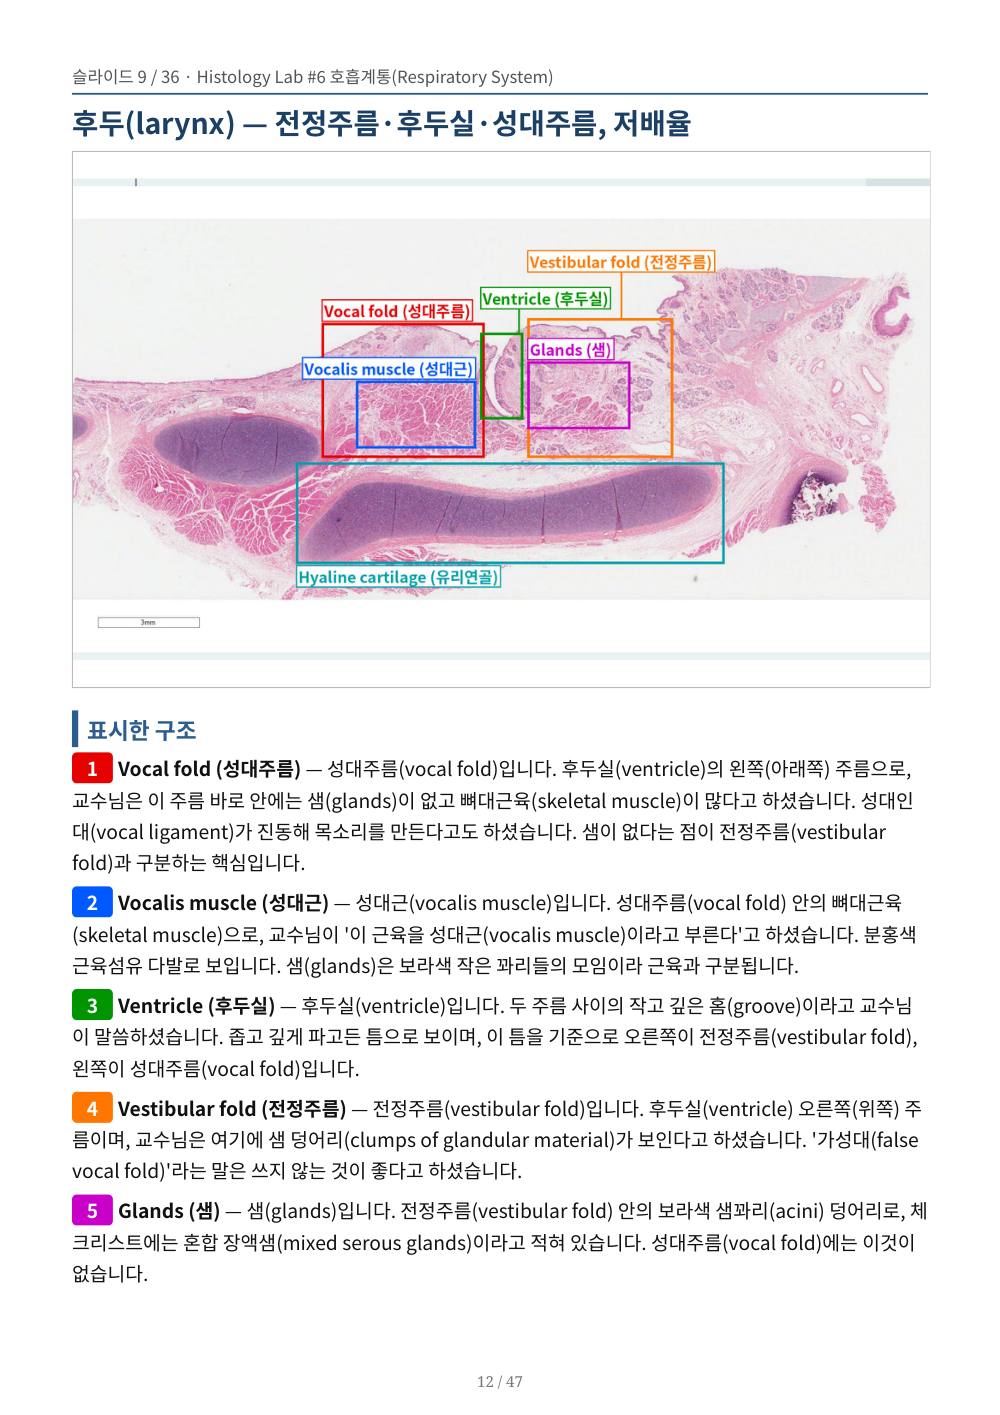 슬라이드 9 / 36 · Histology Lab #6 호흡계통(Respiratory System)
후두(larynx) — 전정주름·후두실·성대주름, 저배율
Vestibular fold (전정주름)
Ventricle (후두실)
Vocal fold (성대주름)
Glands (샘)
Vocalis muscle (성대근)
Hyaline cartilage (유리연골)
3mm
표시한 구조
1 Vocal fold (성대주름) — 성대주름(vocal fold)입니다. 후두실(ventricle)의 왼쪽(아래쪽) 주름으로,
교수님은 이 주름 바로 안에는 샘(glands)이 없고 뼈대근육(skeletal muscle)이 많다고 하셨습니다. 성대인
대(vocal ligament)가 진동해 목소리를 만든다고도 하셨습니다. 샘이 없다는 점이 전정주름(vestibular
fold)과 구분하는 핵심입니다.
2 Vocalis muscle (성대근) — 성대근(vocalis muscle)입니다. 성대주름(vocal fold) 안의 뼈대근육
(skeletal muscle)으로, 교수님이 '이 근육을 성대근(vocalis muscle)이라고 부른다'고 하셨습니다. 분홍색
근육섬유 다발로 보입니다. 샘(glands)은 보라색 작은 꽈리들의 모임이라 근육과 구분됩니다.
3 Ventricle (후두실) — 후두실(ventricle)입니다. 두 주름 사이의 작고 깊은 홈(groove)이라고 교수님
이 말씀하셨습니다. 좁고 깊게 파고든 틈으로 보이며, 이 틈을 기준으로 오른쪽이 전정주름(vestibular fold),
왼쪽이 성대주름(vocal fold)입니다.
4 Vestibular fold (전정주름) — 전정주름(vestibular fold)입니다. 후두실(ventricle) 오른쪽(위쪽) 주
름이며, 교수님은 여기에 샘 덩어리(clumps of glandular material)가 보인다고 하셨습니다. '가성대(false
vocal fold)'라는 말은 쓰지 않는 것이 좋다고 하셨습니다.
5 Glands (샘) — 샘(glands)입니다. 전정주름(vestibular fold) 안의 보라색 샘꽈리(acini) 덩어리로, 체
크리스트에는 혼합 장액샘(mixed serous glands)이라고 적혀 있습니다. 성대주름(vocal fold)에는 이것이
없습니다.
12 / 47